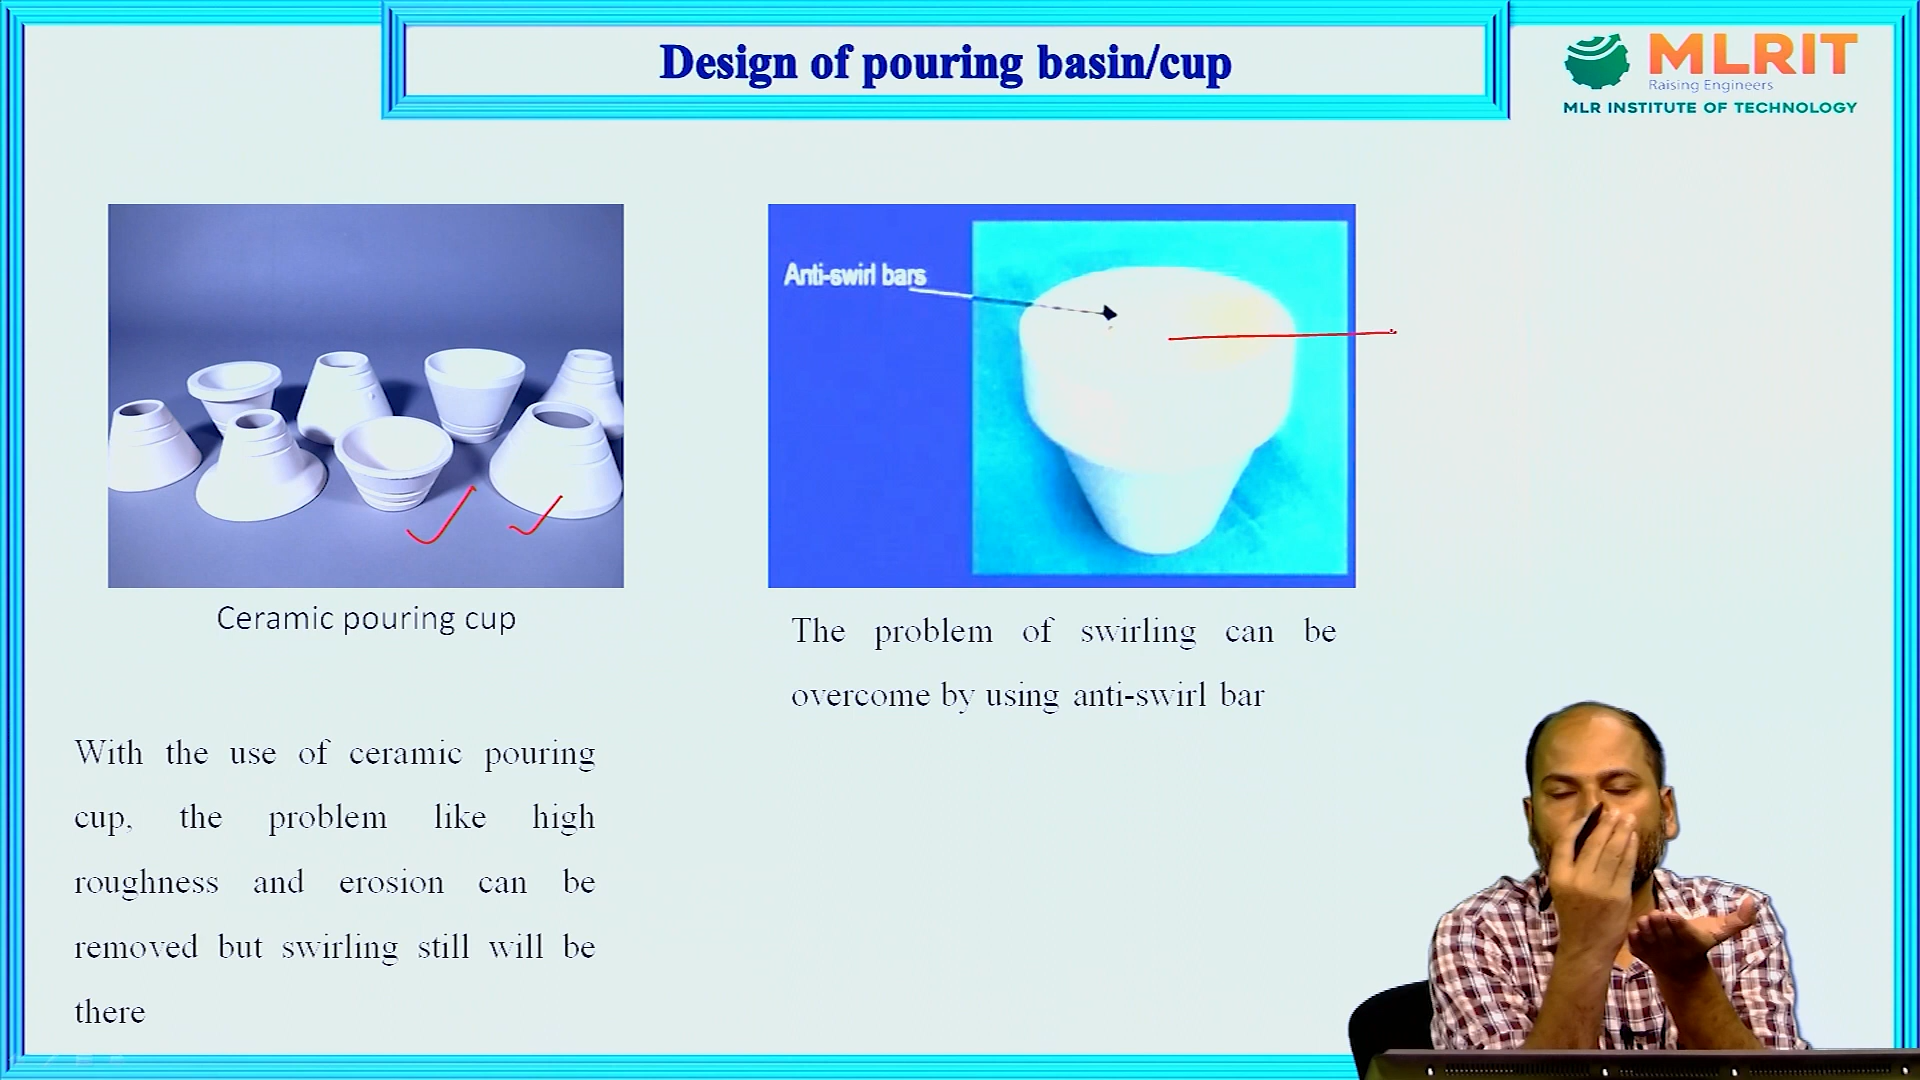 Design of pouring basin/cup
MLRIT
Raising Engineers
MLR INSTITUTE OF TECHNOLOGY
Anti-swirl bars
Ceramic pouring cup
The problem of swirling can be
overcome by using anti-swirl bar
With the use of ceramic pouring
cup, the problem like high
roughness and erosion can be
removed but swirling still will be
there